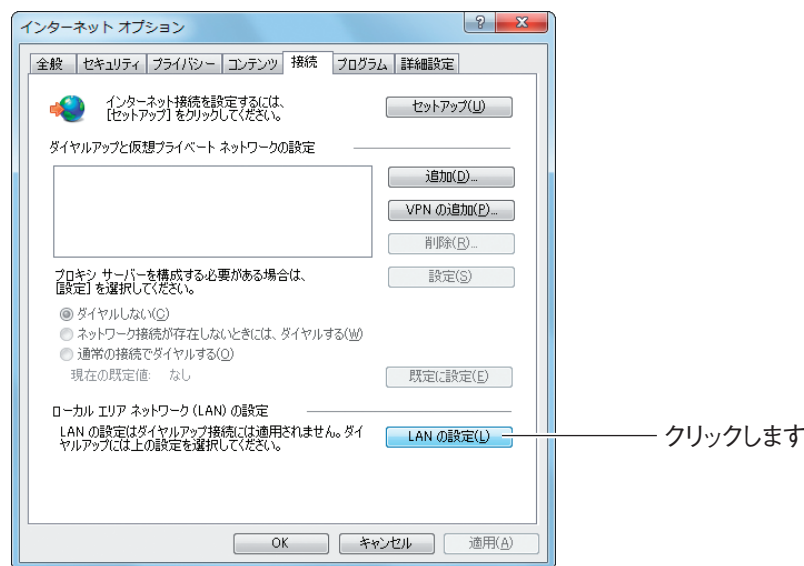 インターネット オプション
全般 セキュリティ プライバシー コンテンツ 接続 プログラム 詳細設定
インターネット接続を設定するには、
[セットアップ] をクリックしてください。
セットアップ(U)
ダイヤルアップと仮想プライベート ネットワークの設定
追加(D)...
VPN の追加(P)...
削除(R)...
プロキシ サーバーを構成する必要がある場合は、
[設定] を選択してください。
設定(S)
ダイヤルしない(C)
ネットワーク接続が存在しないときには、ダイヤルする(W)
通常の接続でダイヤルする(O)
現在の既定値: なし
既定に設定(E)
ローカル エリア ネットワーク (LAN) の設定
LAN の設定はダイヤルアップ接続には適用されません。ダイ
ヤルアップには上の設定を選択してください。
LAN の設定(L)
クリックします
OK キャンセル 適用(A)